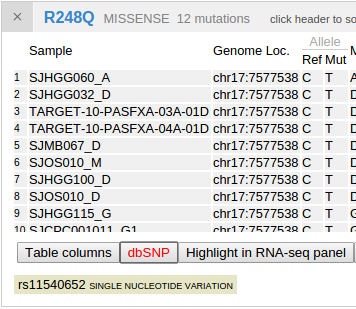 × R248Q MISSENSE 12 mutations click header to so
Allele
Sample Genome Loc. Ref Mut M
1 SJHGG060_A chr17:7577538 C T A
2 SJHGG032_D chr17:7577538 C T D
3 TARGET-10-PASFXA-03A-01D chr17:7577538 C T D
4 TARGET-10-PASFXA-04A-01D chr17:7577538 C T D
5 SJMB067_D chr17:7577538 C T D
6 SJOS010_M chr17:7577538 C T M
7 SJHGG100_D chr17:7577538 C T D
8 SJOS010_D chr17:7577538 C T D
9 SJHGG115_G chr17:7577538 C T G
10 SJCPC001011_G1 chr17:7577538 C T G
Table columns dbSNP Highlight in RNA-seq panel
rs11540652 SINGLE NUCLEOTIDE VARIATION